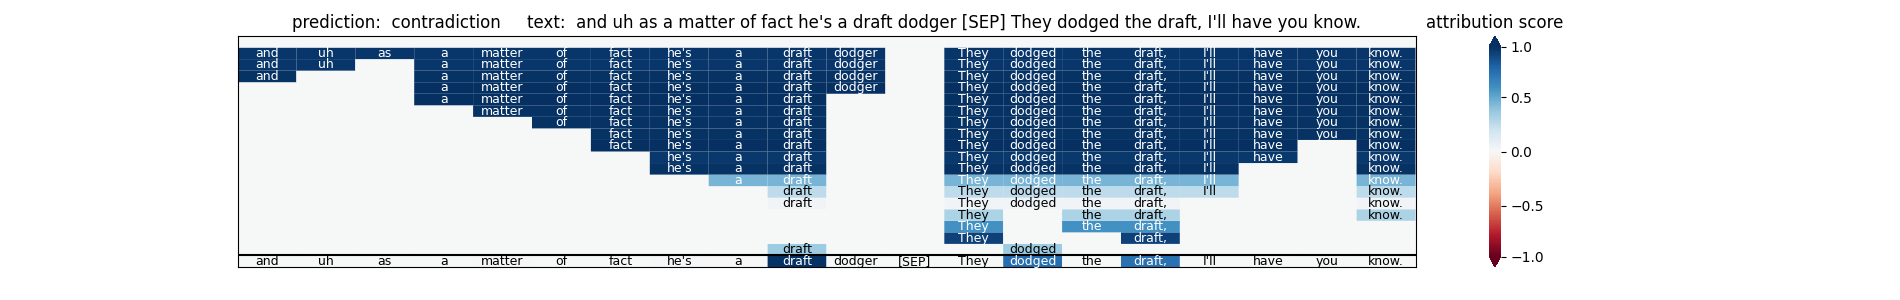 prediction: contradiction text: and uh as a matter of fact he's a draft dodger [SEP] They dodged the draft, I'll have you know.
attribution score
and uh as a matter of fact he's a draft dodger They dodged the draft, I'll have you know.
and uh a matter of fact he's a draft dodger They dodged the draft, I'll have you know.
and a matter of fact he's a draft dodger They dodged the draft, I'll have you know.
a matter of fact he's a draft dodger They dodged the draft, I'll have you know.
a matter of fact he's a draft They dodged the draft, I'll have you know.
matter of fact he's a draft They dodged the draft, I'll have you know.
of fact he's a draft They dodged the draft, I'll have you know.
fact he's a draft They dodged the draft, I'll have you know.
fact he's a draft They dodged the draft, I'll have know.
he's a draft They dodged the draft, I'll have know.
he's a draft They dodged the draft, I'll know.
a draft They dodged the draft, I'll know.
draft They dodged the draft, I'll know.
draft They dodged the draft, know.
They the draft, know.
They the draft,
They draft,
draft dodged
and uh as a matter of fact he's a draft dodger [SEP] They dodged the draft, I'll have you know.
1.0
0.5
0.0
−0.5
−1.0